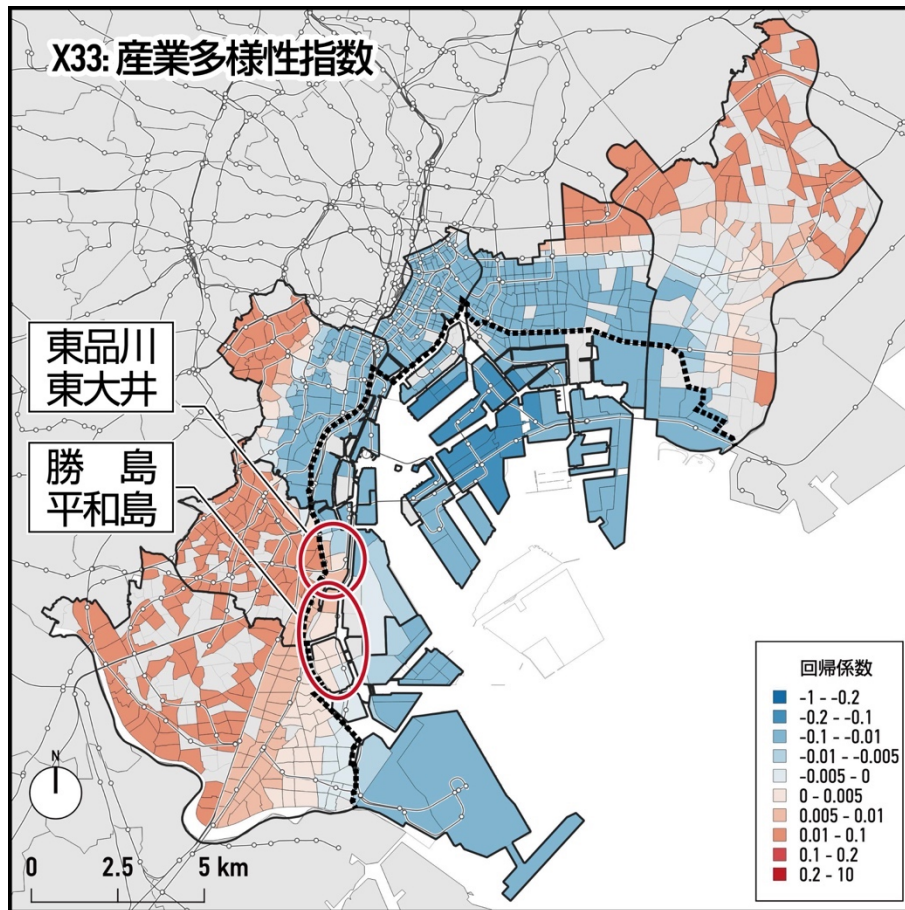 X33: 産業多様性指数
東品川
東大井
勝 島
平和島
N
0 2.5 5 km
回帰係数
-1 - -0.2
-0.2 - -0.1
-0.1 - -0.01
-0.01 - -0.005
-0.005 - 0
0 - 0.005
0.005 - 0.01
0.01 - 0.1
0.1 - 0.2
0.2 - 10